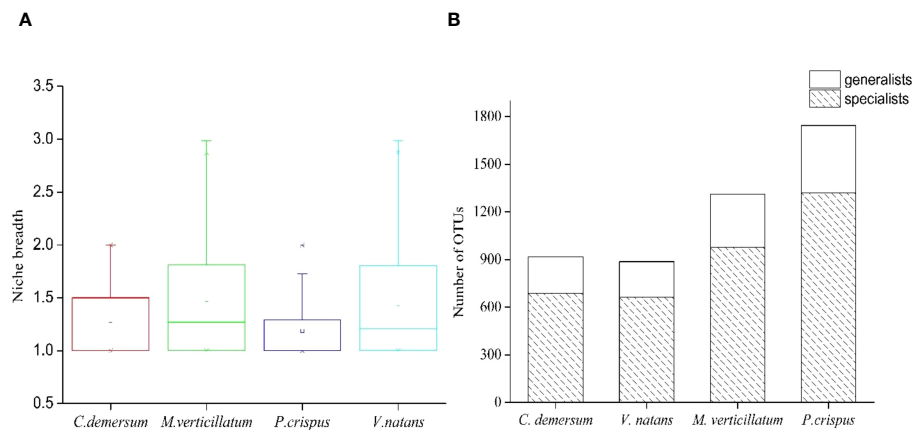 A
Niche breadth
3.5
3.0
2.5
2.0
1.5
1.0
0.5
C.demersum M.verticillatum P.crispus V.natans
B
generalists
specialists
Number of OTUs
1800
1500
1200
900
600
300
0
C. demersum V. natans M. verticillatum P.crispus